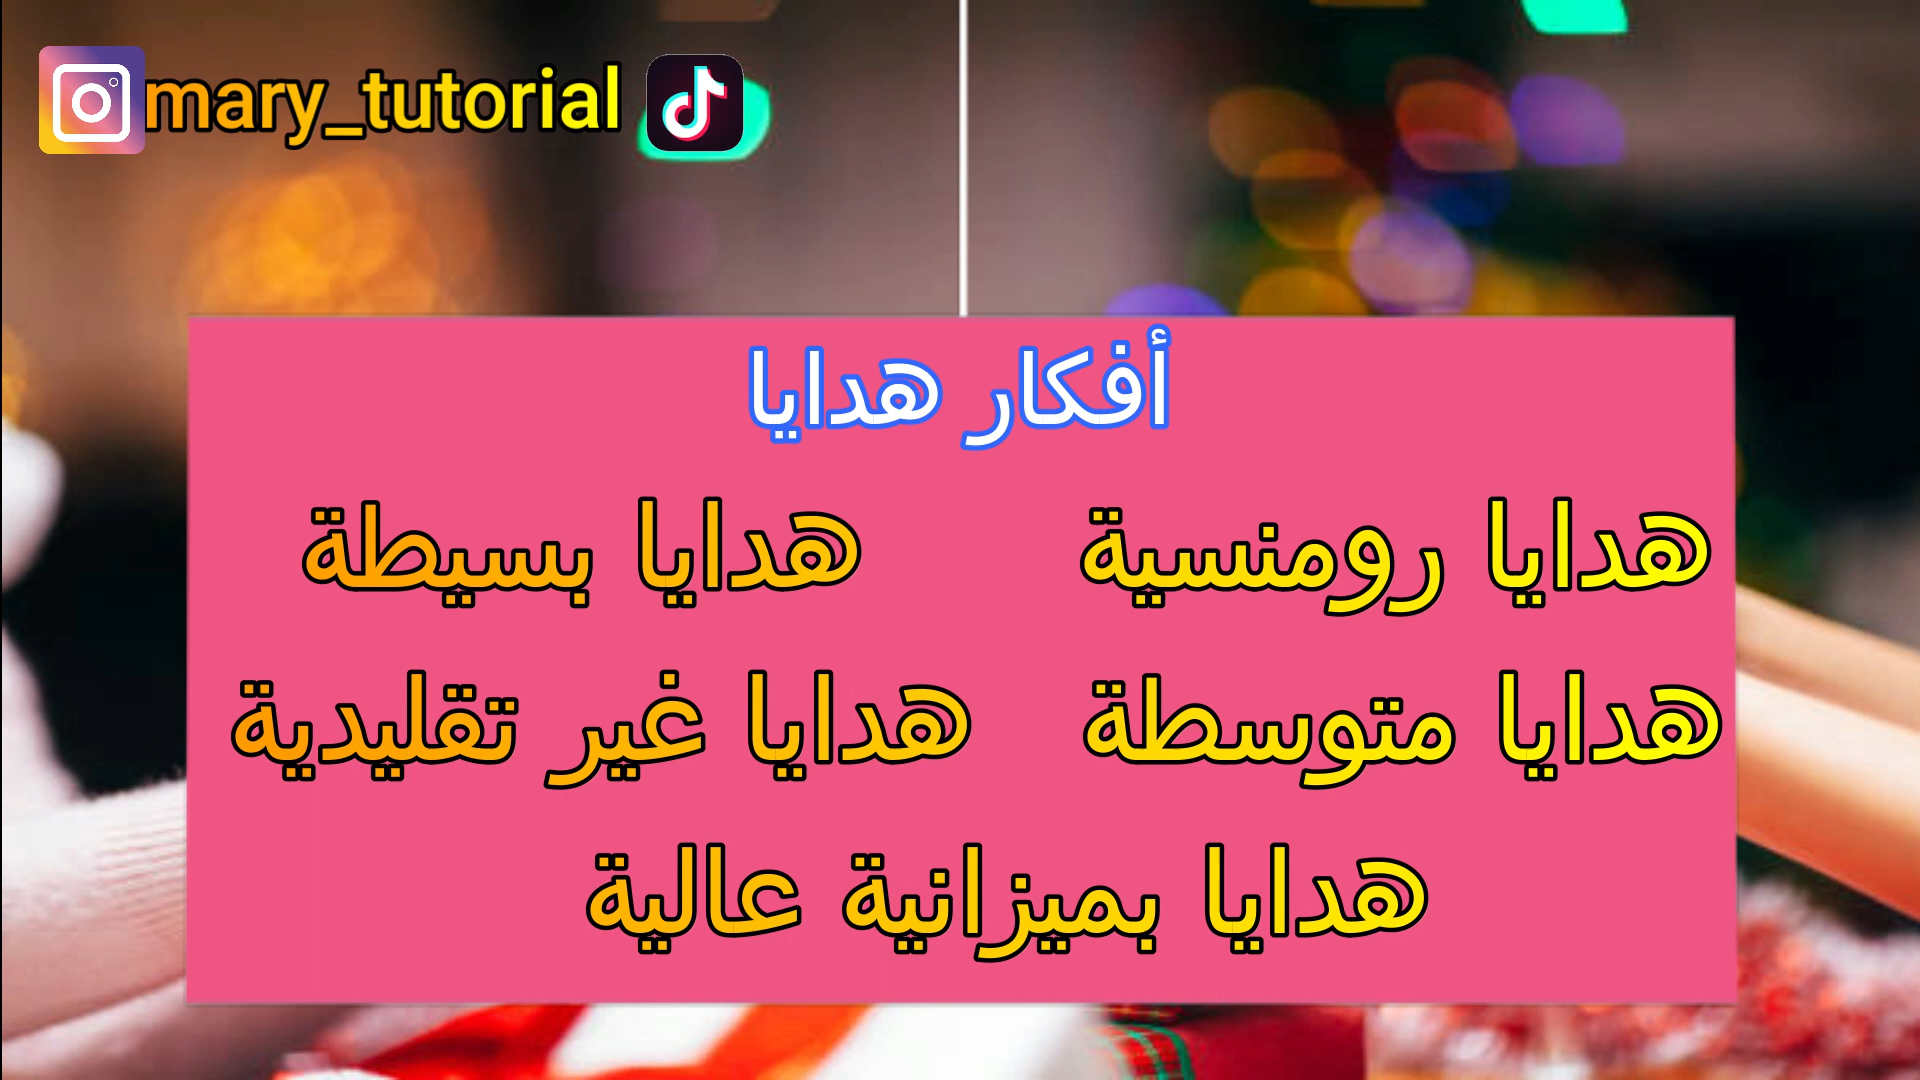 mary_tutorial
أفكار هدايا
هدايا رومنسية هدايا بسيطة
هدايا متوسطة هدايا غير تقليدية
هدايا بميزانية عالية